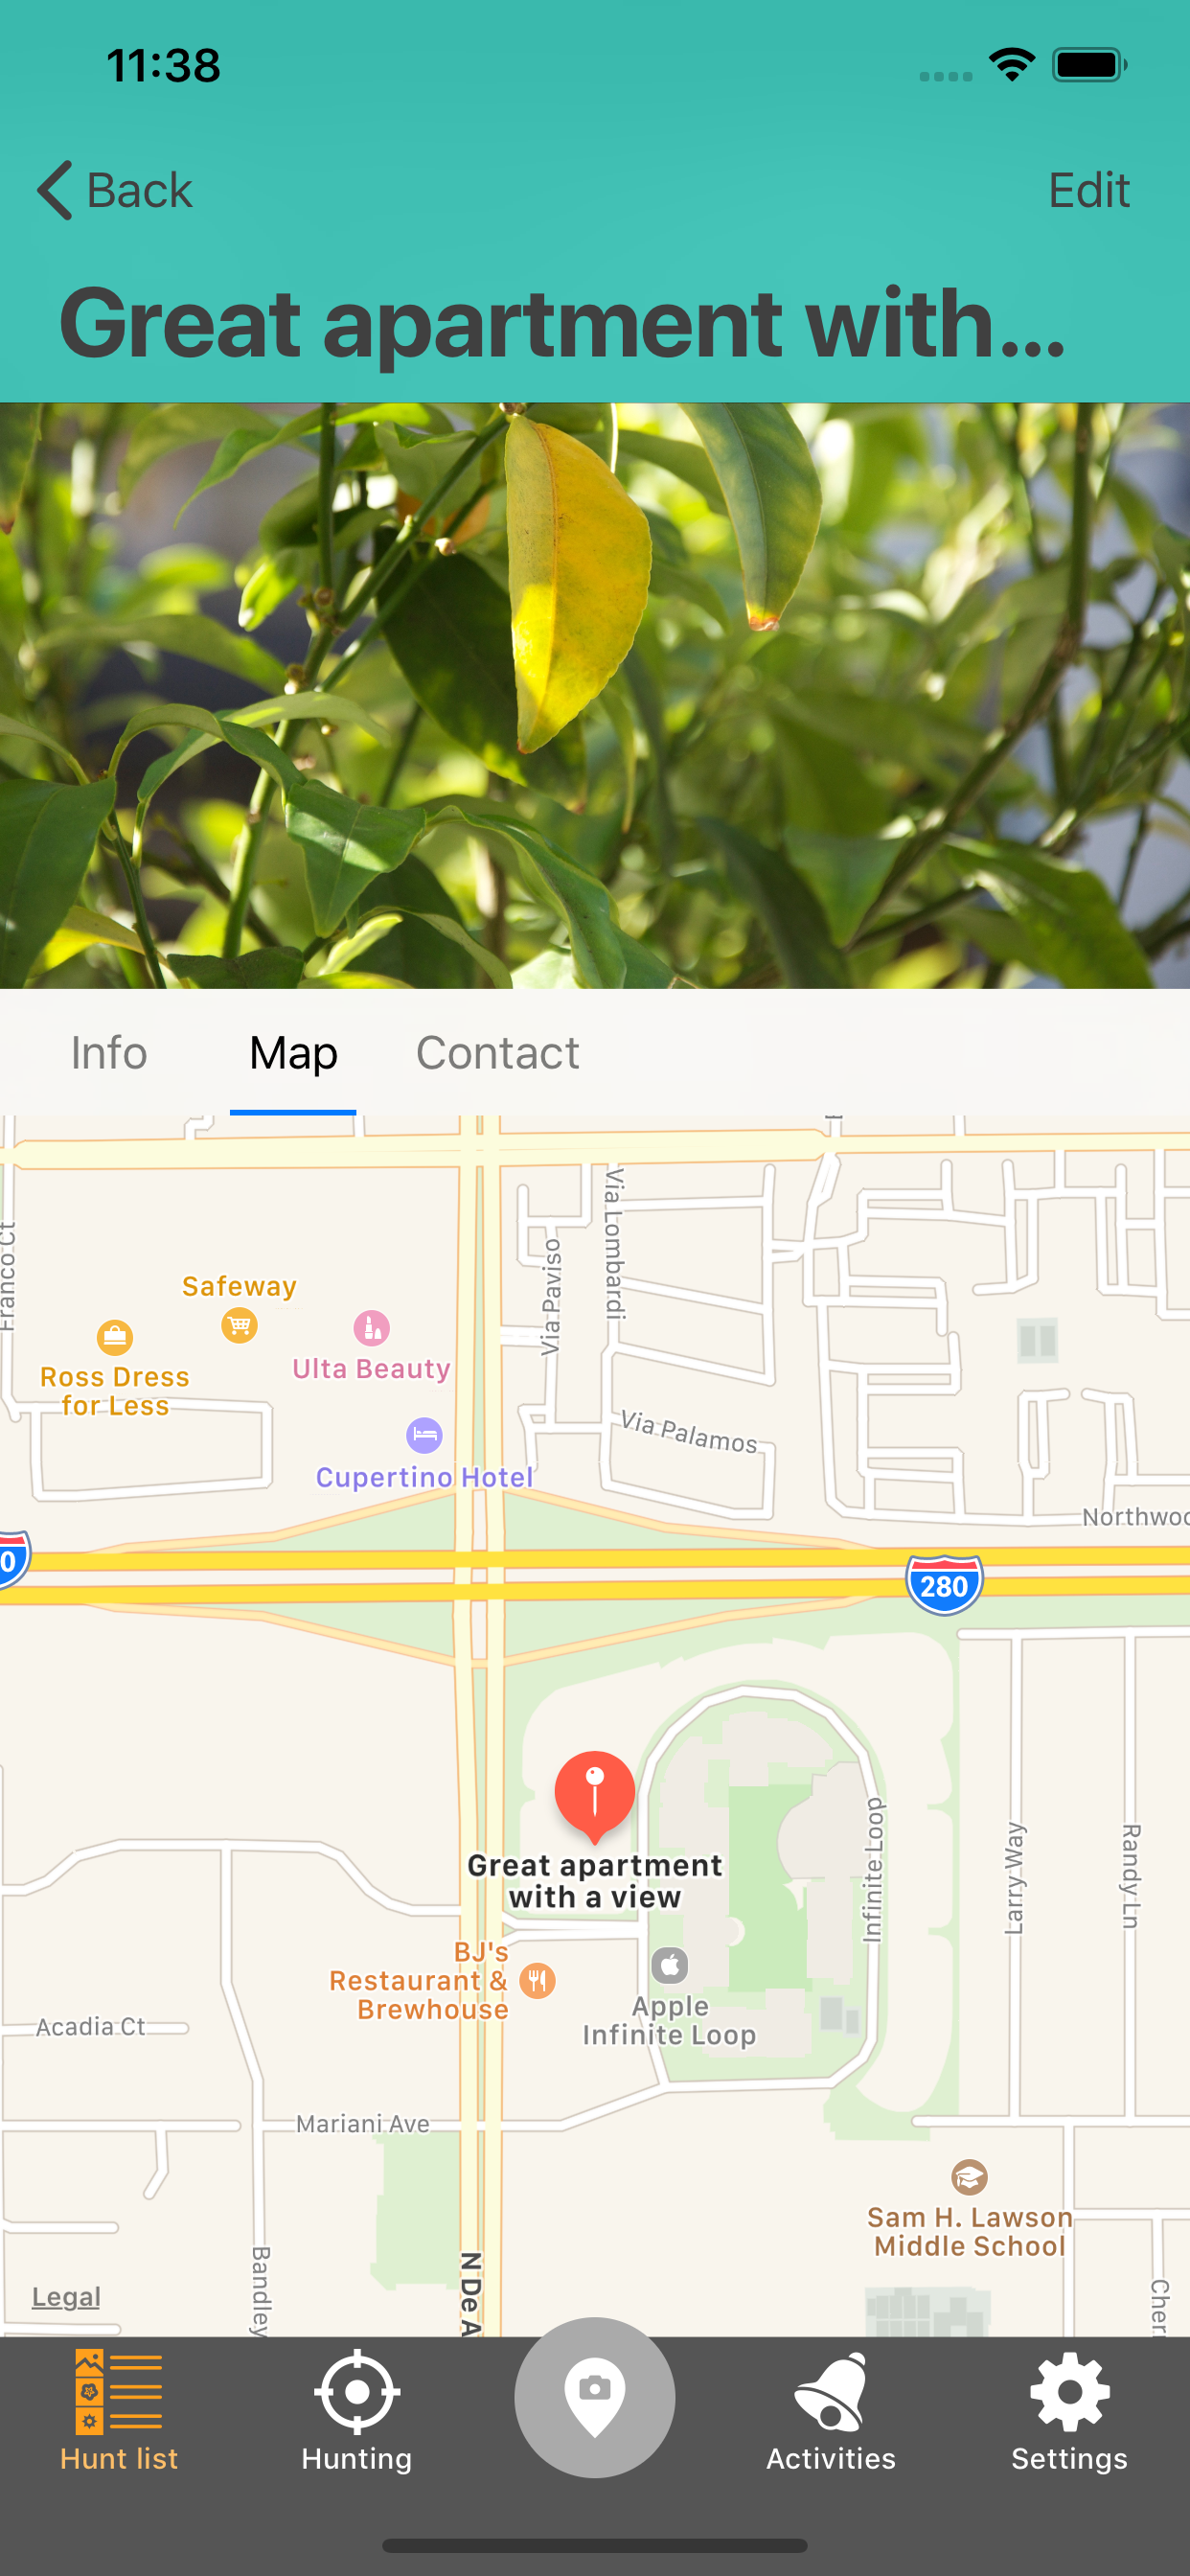 11:38
Back
Edit
Great apartment with...
Info
Map
Contact
Franco Ct
Via Lombardi
Via Paviso
Safeway
Ross Dress
for Less
Ulta Beauty
Via Palamos
Cupertino Hotel
Northwoo
0
280
Great apartment
with a view
Infinite Loop
Larry Way
Randy Ln
BJ's
Restaurant &
Brewhouse
Apple
Infinite Loop
Acadia Ct
Mariani Ave
Sam H. Lawson
Middle School
Bandley
N De A
Cher
Legal
Hunt list
Hunting
Activities
Settings